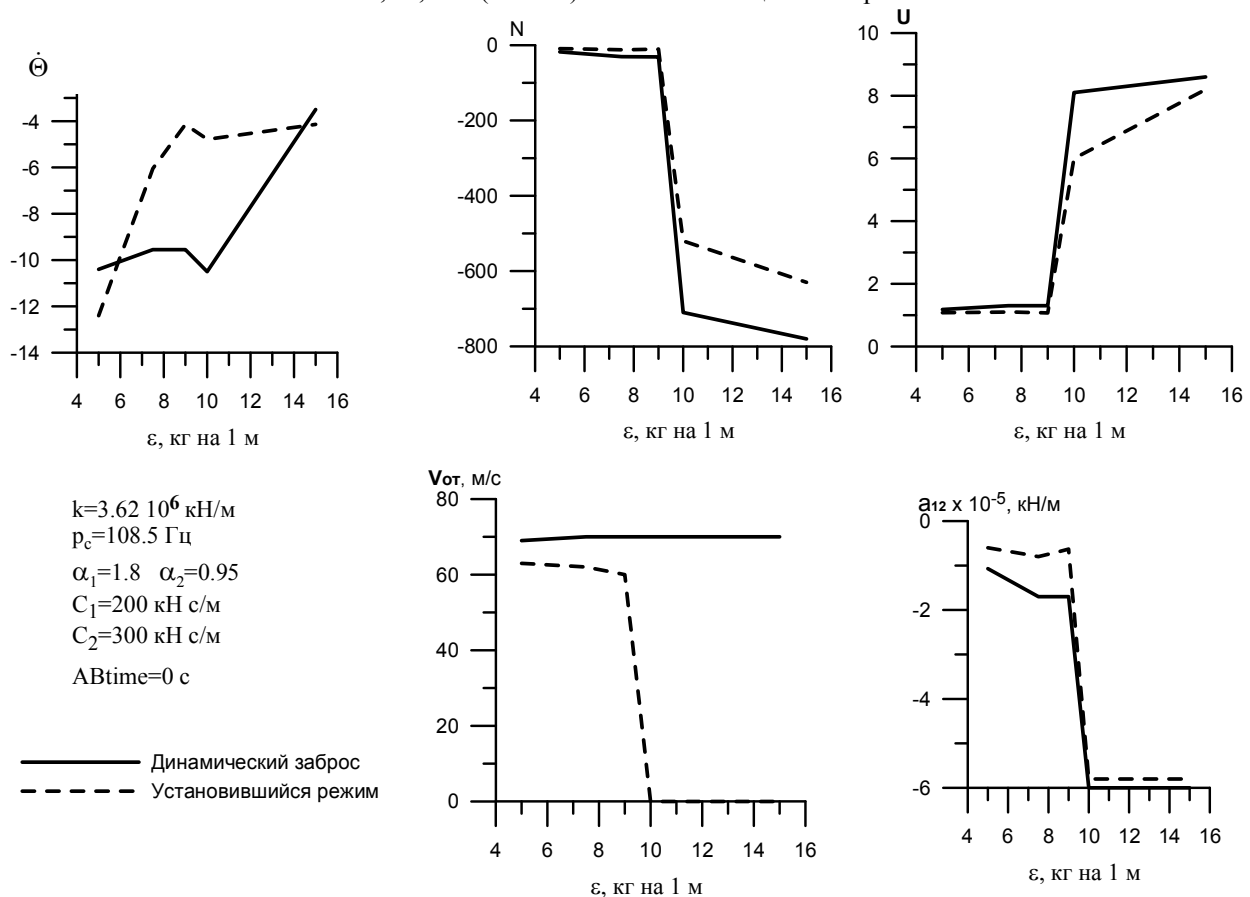 Θ̇
-4
-6
-8
-10
-12
-14
4 6 8 10 12 14 16
ε, кг на 1 м
N
0
-200
-400
-600
-800
4 6 8 10 12 14 16
ε, кг на 1 м
U
10
8
6
4
2
0
4 6 8 10 12 14 16
ε, кг на 1 м
k=3.62 10⁶ кН/м
p_c=108.5 Гц
α₁=1.8 α₂=0.95
C₁=200 кН с/м
C₂=300 кН с/м
ABtime=0 с
Динамический заброс
Установившийся режим
Vот, м/с
80
60
40
20
0
4 6 8 10 12 14 16
ε, кг на 1 м
a₁₂ x 10⁻⁵, кН/м
0
-2
-4
-6
4 6 8 10 12 14 16
ε, кг на 1 м